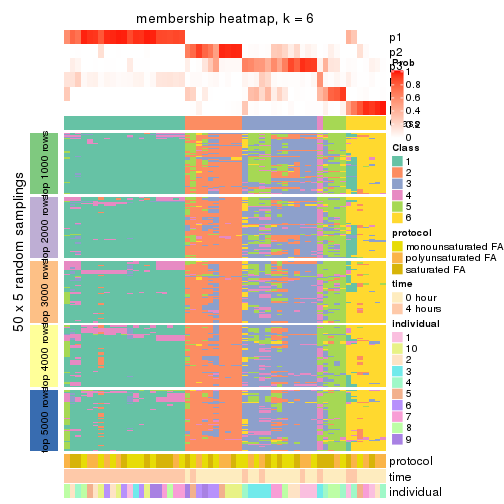 membership heatmap, k = 6
p1
p2
p3
Prob
1
0.8
0.6
0.4
0.2
0
Class
1
2
3
4
5
6
protocol
monounsaturated FA
polyunsaturated FA
saturated FA
time
0 hour
4 hours
individual
1
10
2
3
4
5
6
7
8
9
50 x 5 random samplings
top 1000 rows
top 2000 rows
top 3000 rows
top 4000 rows
top 5000 rows
protocol
time
individual